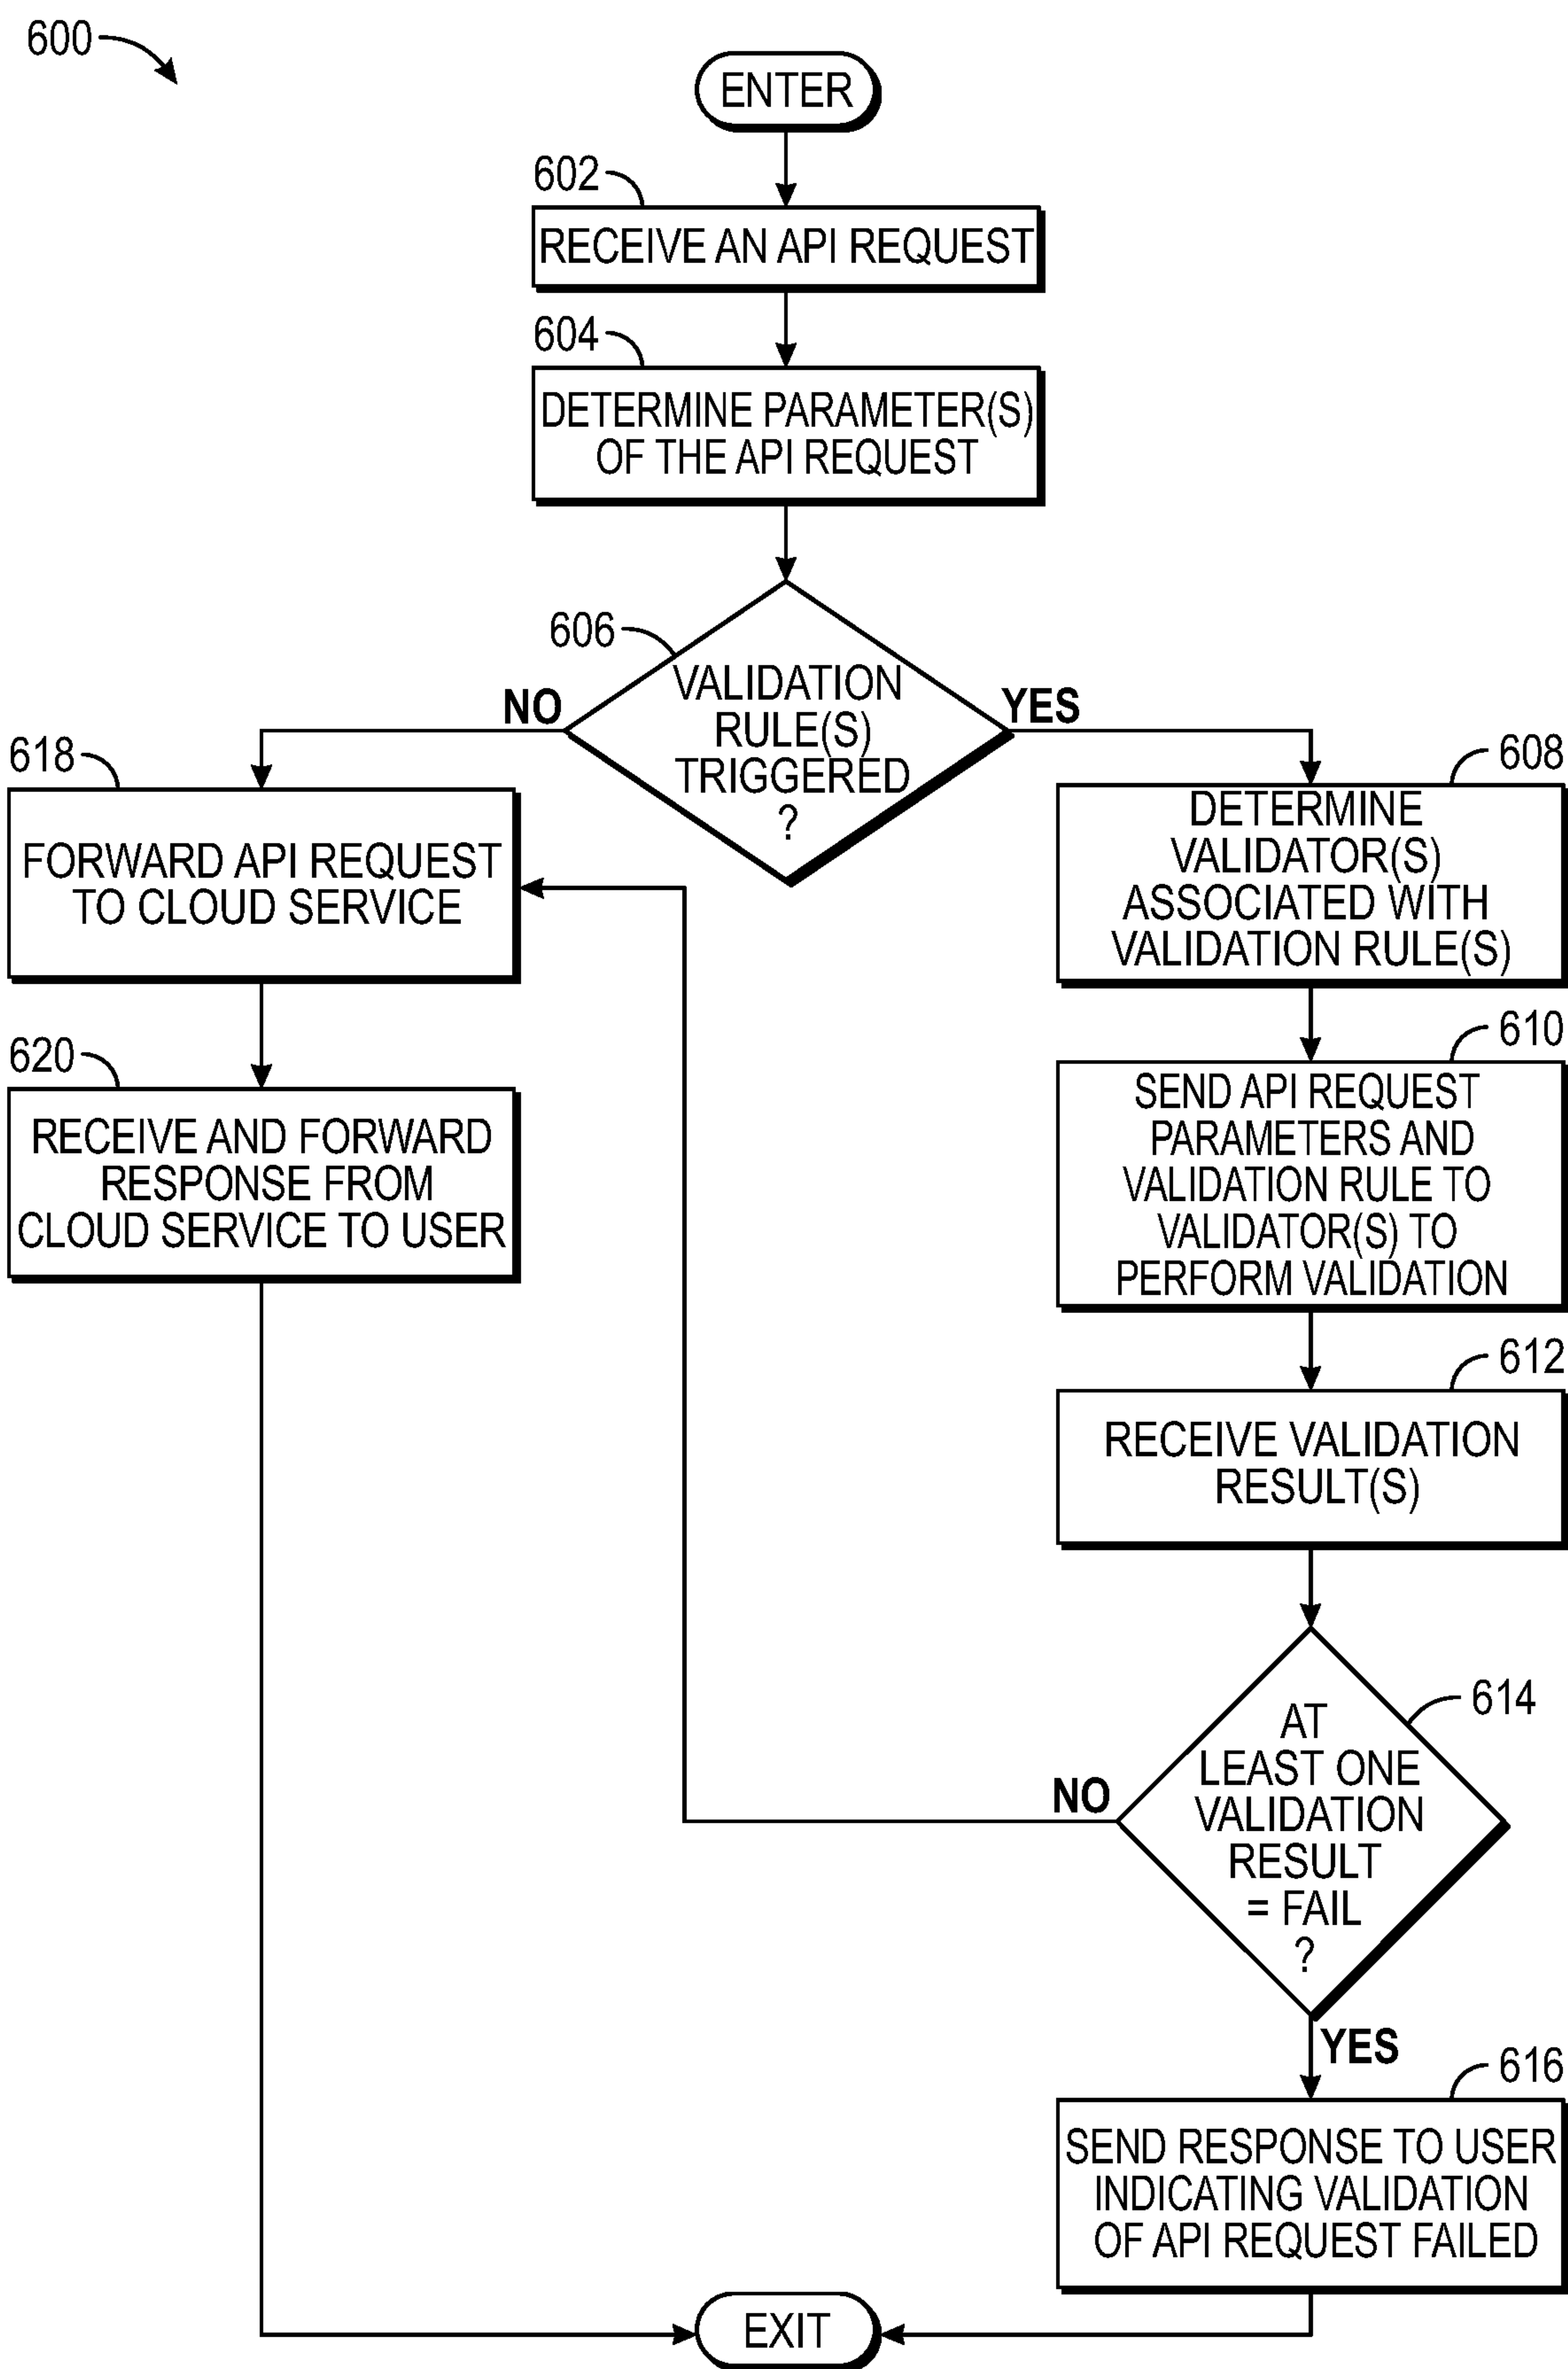 600
ENTER
602
RECEIVE AN API REQUEST
604
DETERMINE PARAMETER(S)
OF THE API REQUEST
606
VALIDATION
RULE(S)
TRIGGERED
?
NO
YES
618
FORWARD API REQUEST
TO CLOUD SERVICE
620
RECEIVE AND FORWARD
RESPONSE FROM
CLOUD SERVICE TO USER
608
DETERMINE
VALIDATOR(S)
ASSOCIATED WITH
VALIDATION RULE(S)
610
SEND API REQUEST
PARAMETERS AND
VALIDATION RULE TO
VALIDATOR(S) TO
PERFORM VALIDATION
612
RECEIVE VALIDATION
RESULT(S)
614
AT
LEAST ONE
VALIDATION
RESULT
= FAIL
?
NO
YES
616
SEND RESPONSE TO USER
INDICATING VALIDATION
OF API REQUEST FAILED
EXIT